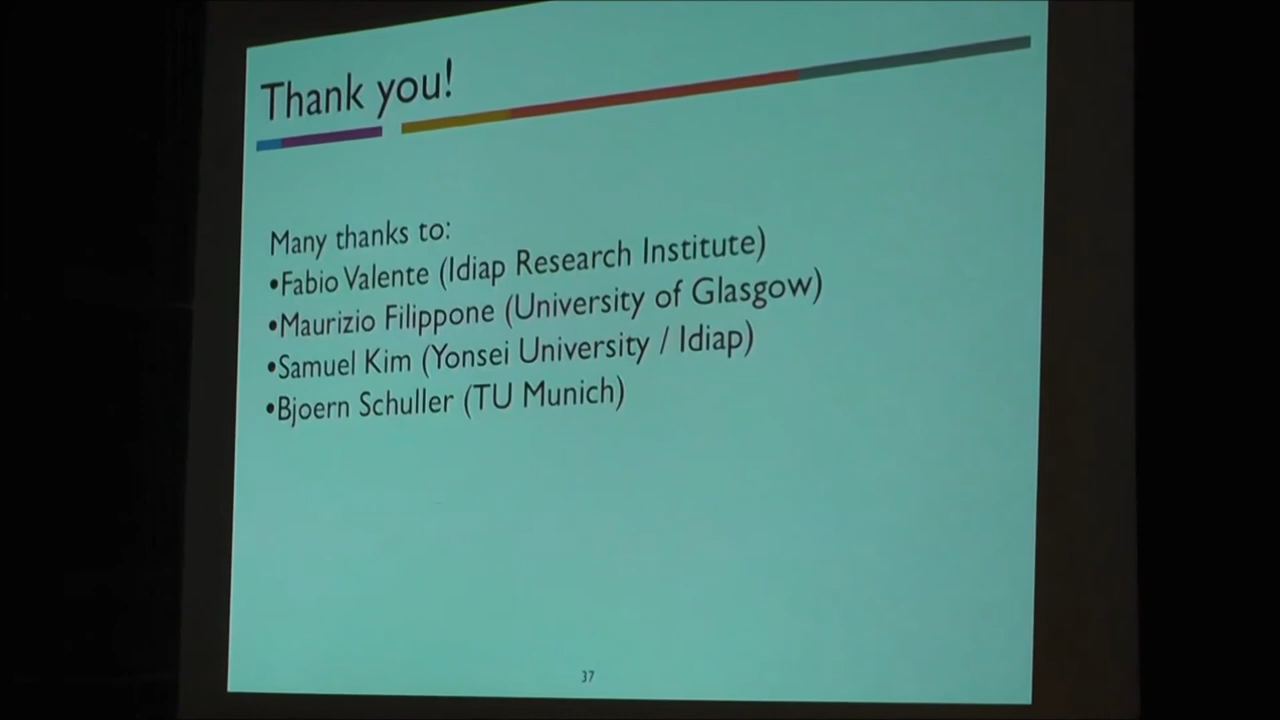 Thank you!
Many thanks to:
•Fabio Valente (Idiap Research Institute)
•Maurizio Filippone (University of Glasgow)
•Samuel Kim (Yonsei University / Idiap)
•Bjoern Schuller (TU Munich)
37